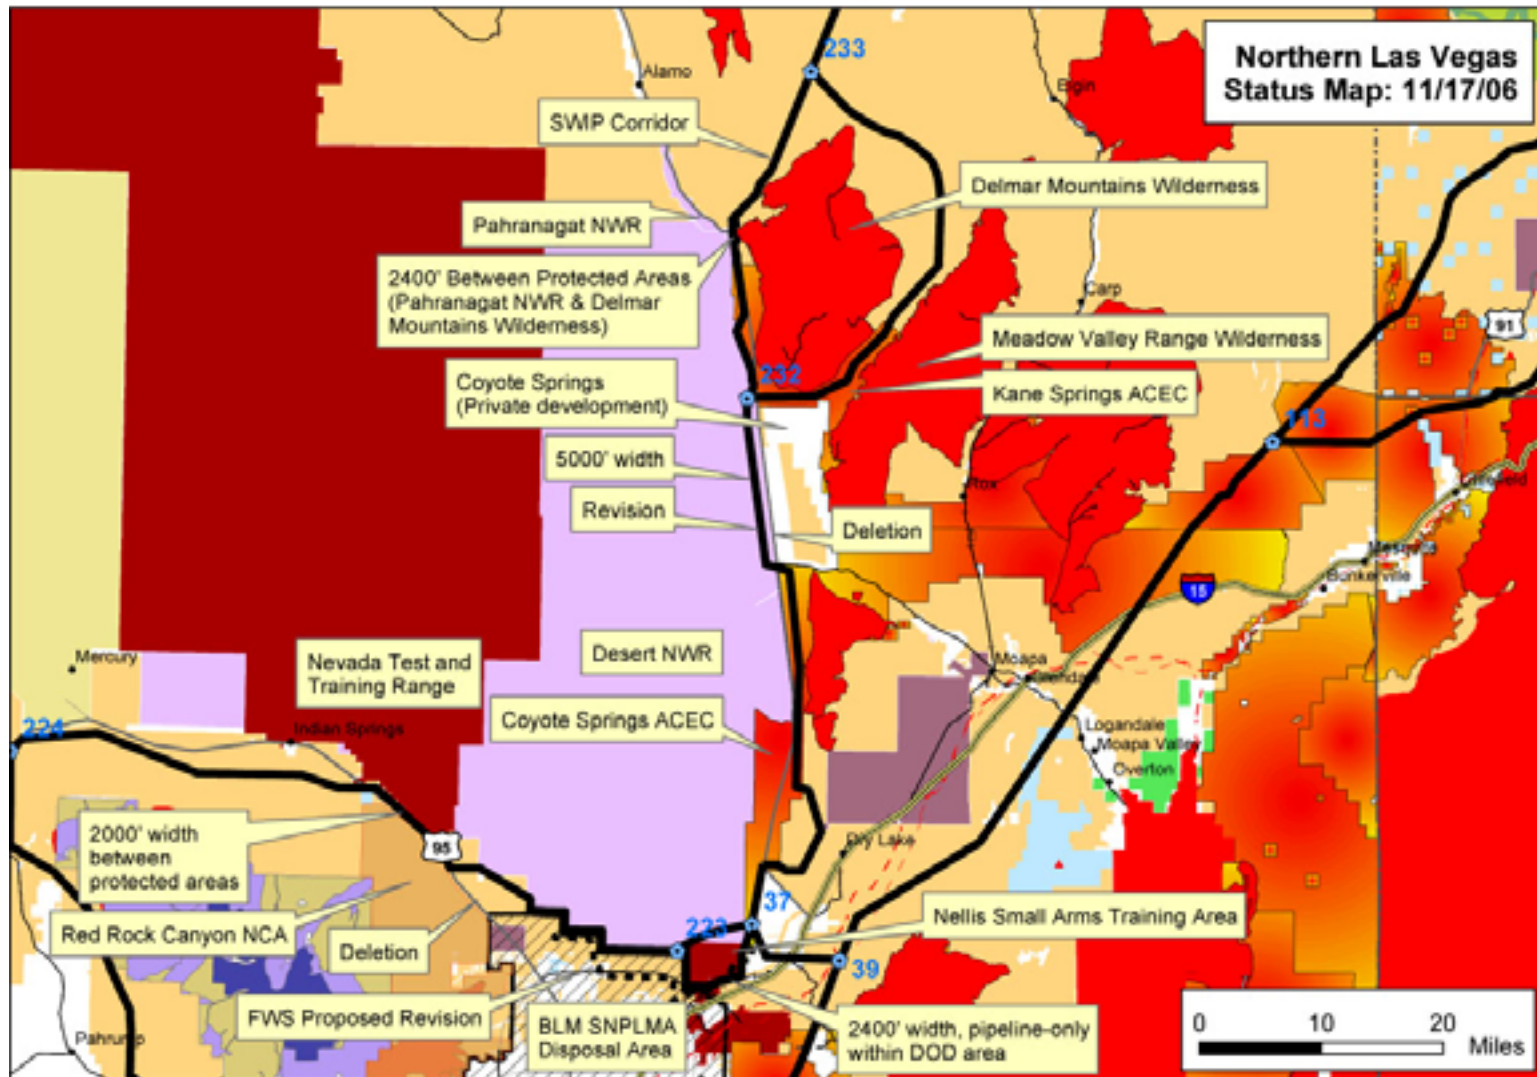 Northern Las Vegas
Status Map: 11/17/06
233
Alamo
Elgin
SWIP Corridor
Delmar Mountains Wilderness
Pahranagat NWR
2400' Between Protected Areas
(Pahranagat NWR & Delmar
Mountains Wilderness)
Carp
91
Meadow Valley Range Wilderness
232
Coyote Springs
(Private development)
Kane Springs ACEC
113
5000' width
Rox
Littlefield
Revision
Deletion
Mesquite
Bunkerville
15
Mercury
Nevada Test and
Training Range
Desert NWR
Moapa
Glendale
224
Indian Springs
Coyote Springs ACEC
Logandale
Moapa Valley
Overton
2000' width
between
protected areas
95
Dry Lake
37
223
Nellis Small Arms Training Area
Red Rock Canyon NCA
Deletion
39
FWS Proposed Revision
BLM SNPLMA
Disposal Area
2400' width, pipeline-only
within DOD area
Pahrump
0 10 20
Miles